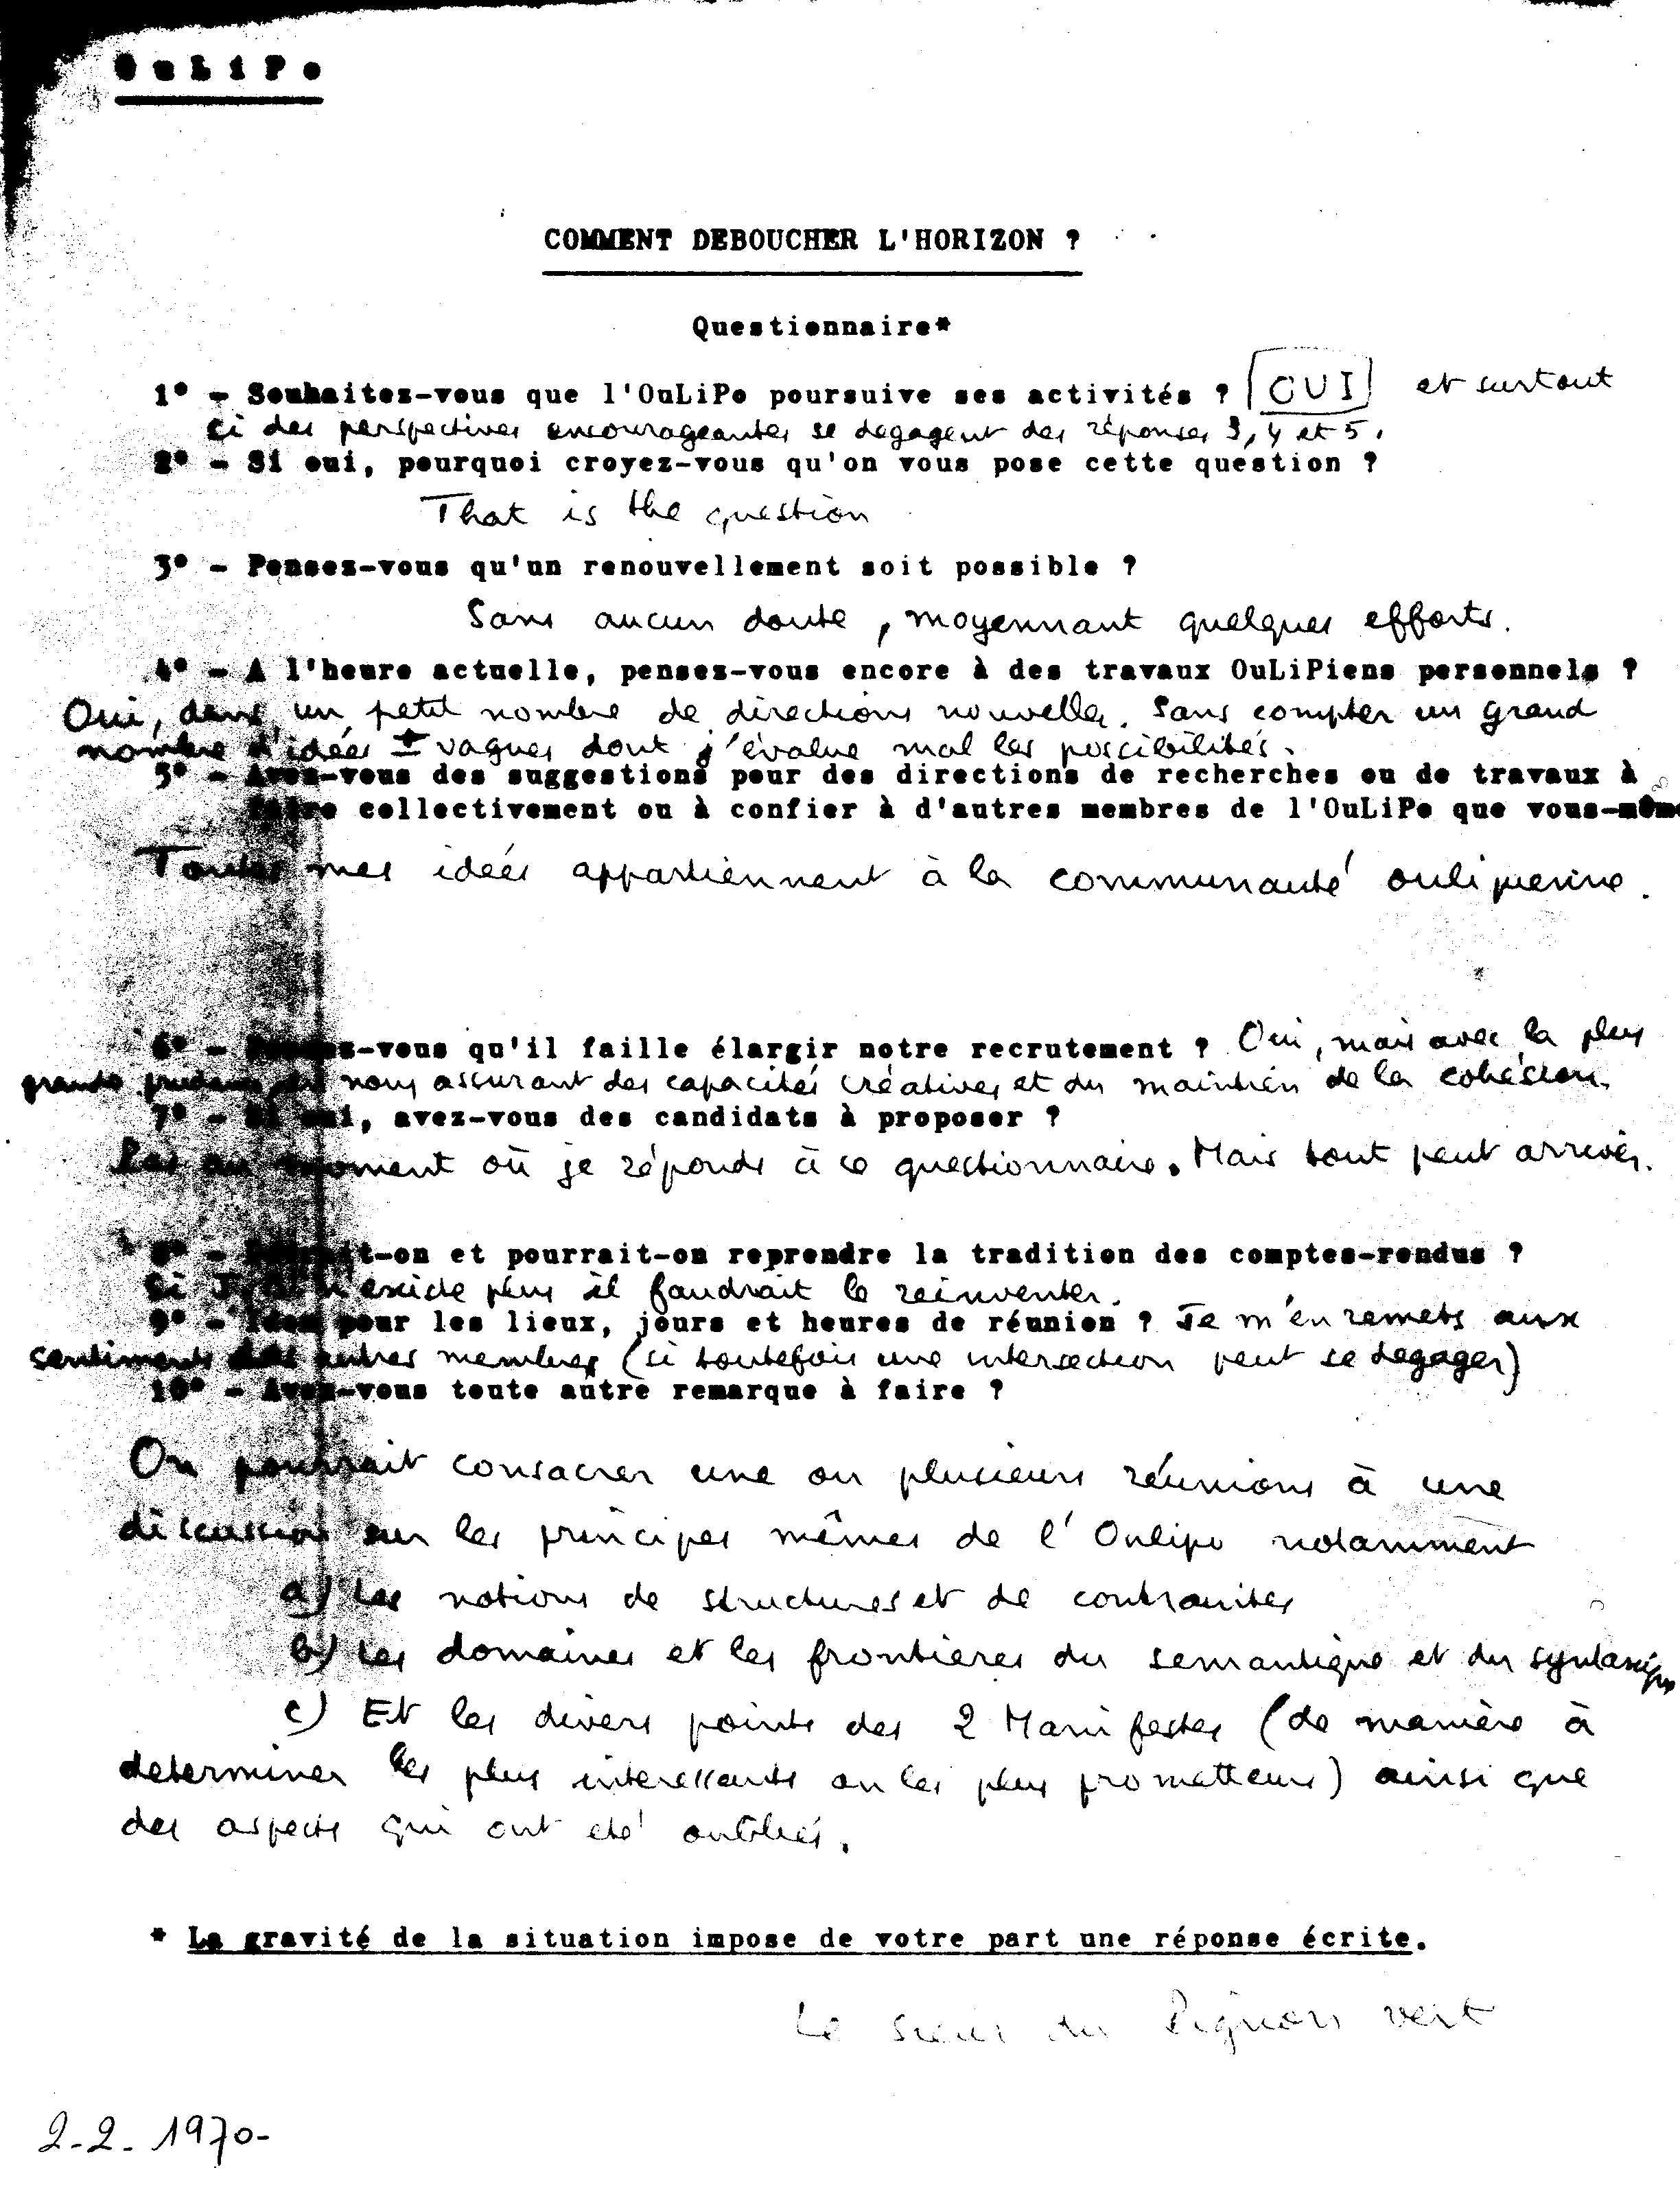 OuLiPo
COMMENT DEBOUCHER L'HORIZON ?
Questionnaire*
1° - Souhaitez-vous que l'OuLiPo poursuive ses activités ? OUI et surtout
si des perspectives encourageantes se dégagent des réponses 3, 4 et 5.
2° - Si oui, pourquoi croyez-vous qu'on vous pose cette question ?
That is the question
3° - Pensez-vous qu'un renouvellement soit possible ?
Sans aucun doute, moyennant quelques efforts.
4° - A l'heure actuelle, pensez-vous encore à des travaux OuLiPiens personnels ?
Oui, dans un petit nombre de directions nouvelles. Sans compter un grand
nombre d'idées ± vagues dont j'évalue mal les possibilités.
5° - Avez-vous des suggestions pour des directions de recherches ou de travaux à
faire collectivement ou à confier à d'autres membres de l'OuLiPo que vous-même
Toutes mes idées appartiennent à la communauté oulipienne.
6° - Pensez-vous qu'il faille élargir notre recrutement ? Oui, mais avec la plus
grande prudence en nous assurant des capacités créatives et du maintien de la cohésion.
7° - Si oui, avez-vous des candidats à proposer ?
Pas au moment où je réponds à ce questionnaire. Mais tout peut arriver.
8° - Devrait-on et pourrait-on reprendre la tradition des comptes-rendus ?
Si n'existe plus il faudrait le réinventer.
9° - Idem pour les lieux, jours et heures de réunion ? Je m'en remets aux
sentiments des autres membres (si toutefois une intersection peut se dégager)
10° - Avez-vous toute autre remarque à faire ?
On pourrait consacrer une ou plusieurs réunions à une
discussion sur les principes mêmes de l'Oulipo notamment
a) Les notions de structures et de contraintes
b) Les domaines et les frontières du semantique et du syntaxique
c) Et les divers points des 2 Manifestes (de manière à
determiner les plus interessants ou les plus prometteurs) ainsi que
des aspects qui ont été oubliés.
* La gravité de la situation impose de votre part une réponse écrite.
Le sieur du Pignon vert
2-2-1970-